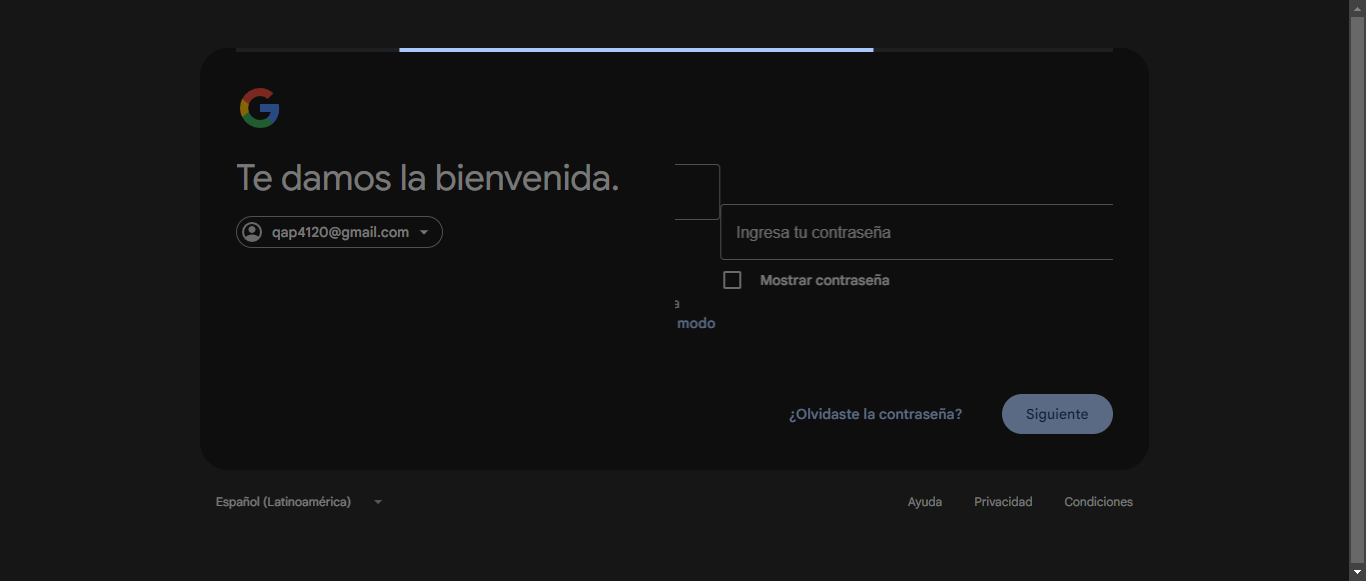 Te damos la bienvenida.
qap4120@gmail.com
Ingresa tu contraseña
Mostrar contraseña
a
modo
¿Olvidaste la contraseña?
Siguiente
Español (Latinoamérica)
Ayuda
Privacidad
Condiciones